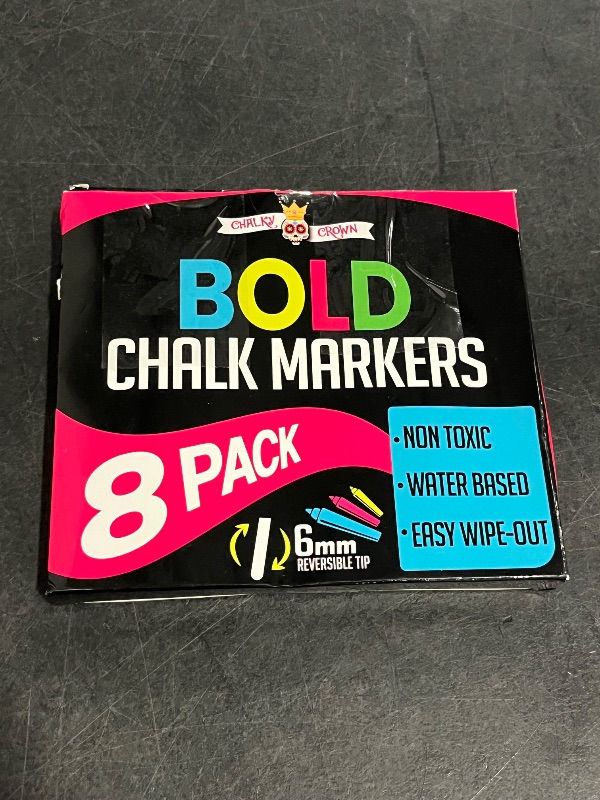 CHALKY CROWN
BOLD
CHALK MARKERS
8 PACK
• NON TOXIC
• WATER BASED
• EASY WIPE-OUT
6mm
REVERSIBLE TIP